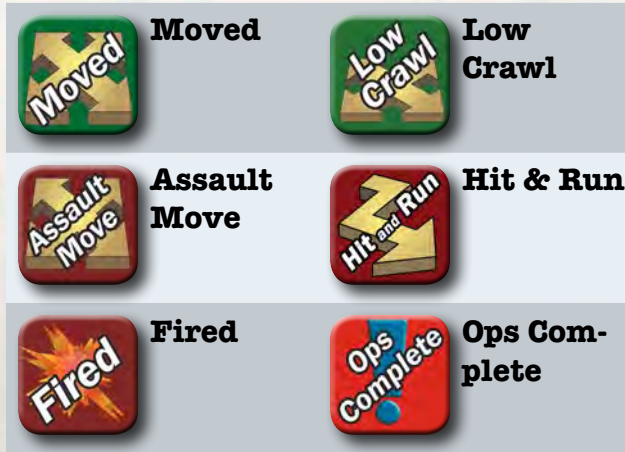 Moved
Moved
Low
Crawl
Low
Crawl
Assault
Move
Assault
Move
Hit and Run
Hit & Run
Fired
Fired
Ops
Complete
Ops Com-
plete